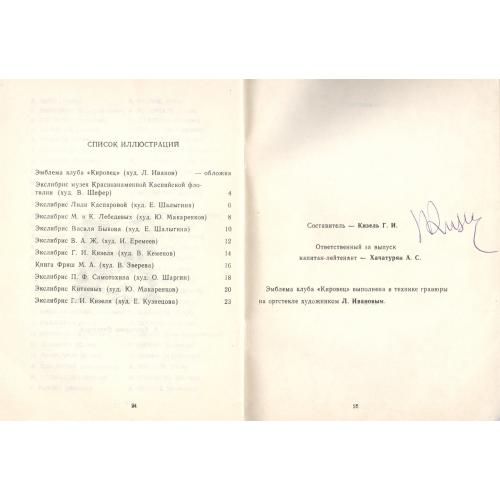 СПИСОК ИЛЛЮСТРАЦИЙ
Эмблема клуба «Кировец» (худ. Л. Иванов) — обложка
Экслибрис музея Краснознаменной Каспийской фло-
тилии (худ. В. Шефер) 4
Экслибрис Лили Каспаровой (худ. Е. Шалыгина) 6
Экслибрис М. и К. Лебедевых (худ. Ю. Макаренков) 8
Экслибрис Василя Быкова (худ. Е. Шалыгина) 10
Экслибрис В. А. Ж. (худ. И. Еремеев) 12
Экслибрис Г. И. Кизеля (худ. В. Кеменов) 14
Книга Фриш М. А. (худ. В. Зверева) 16
Экслибрис П. Ф. Самотохина (худ. О. Шаргин) 18
Экслибрис Китаевых (худ. Ю. Макаренков) 20
Экслибрис Г. И. Кизеля (худ. Е. Кузнецова) 23
24
Составитель — Кизель Г. И.
Ответственный за выпуск
капитан-лейтенант — Хачатурян А. С.
Эмблема клуба «Кировец» выполнена в технике гравюры
на оргстекле художником Л. Ивановым.